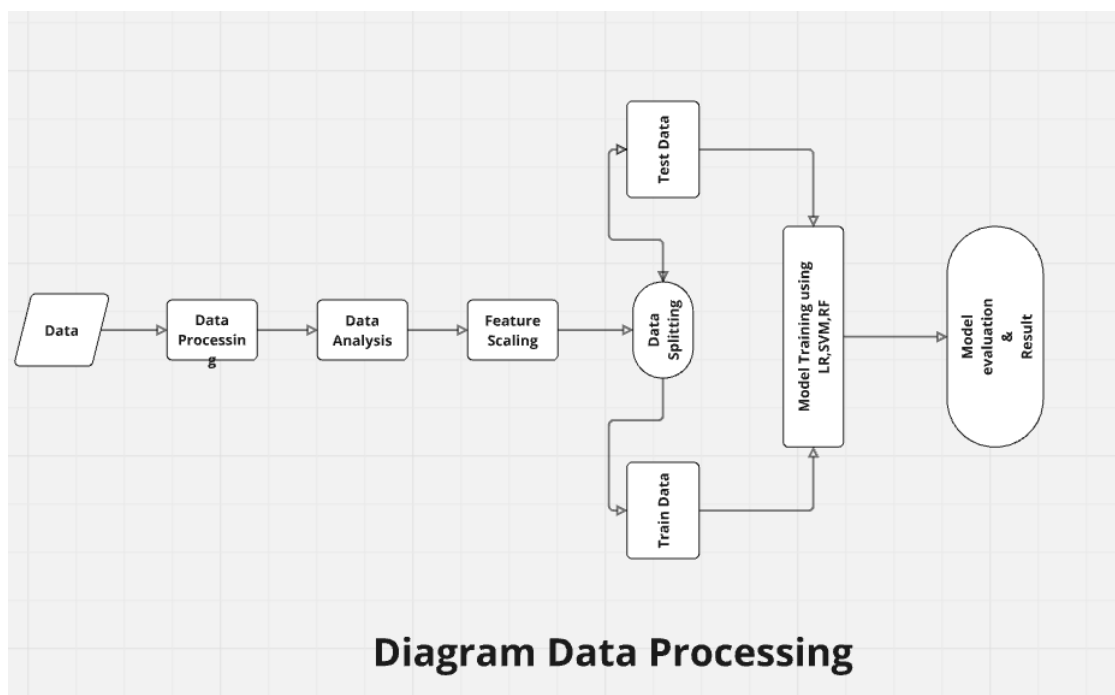 Data
Data
Processin
g
Data
Analysis
Feature
Scaling
Data
Splitting
Test Data
Train Data
Model Training using
LR,SVM,RF
Model
evaluation
&
Result
Diagram Data Processing